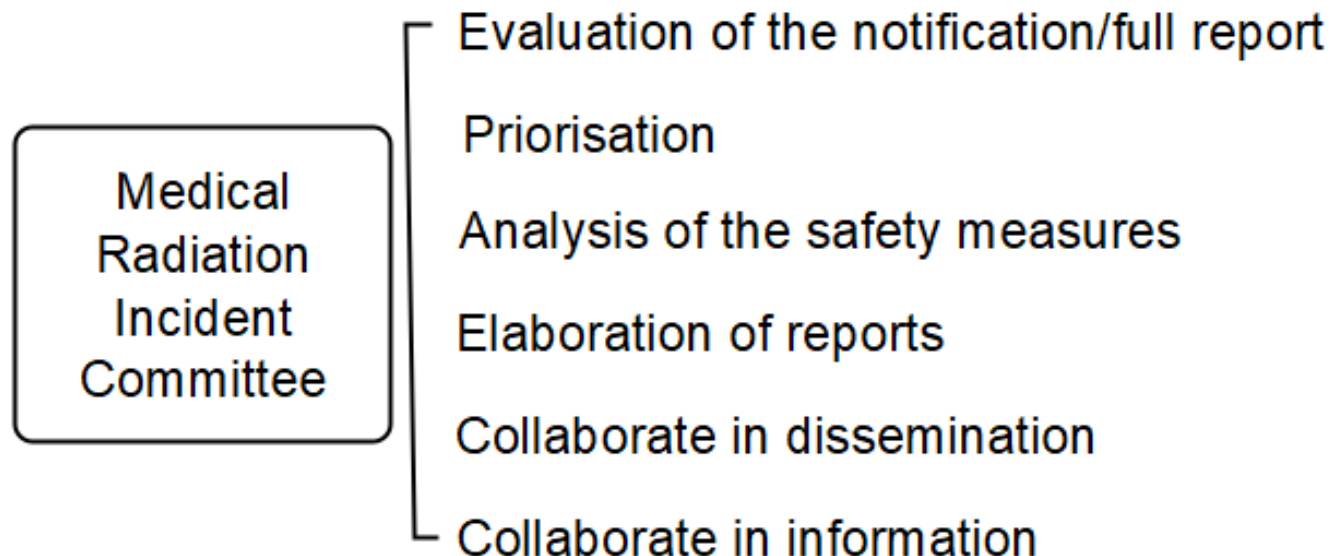 Medical
Radiation
Incident
Committee
Evaluation of the notification/full report
Priorisation
Analysis of the safety measures
Elaboration of reports
Collaborate in dissemination
Collaborate in information